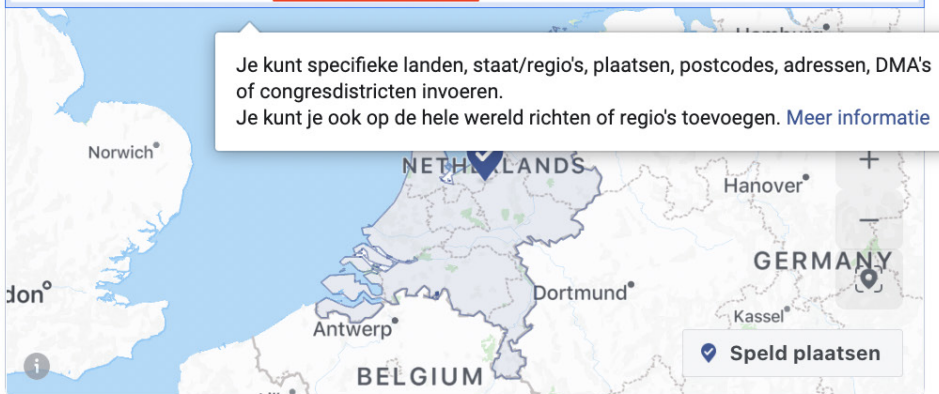 Je kunt specifieke landen, staat/regio's, plaatsen, postcodes, adressen, DMA's
of congresdistricten invoeren.
Je kunt je ook op de hele wereld richten of regio's toevoegen. Meer informatie
Norwich
NETHERLANDS
Hanover
GERMANY
don
Dortmund
Kassel
Antwerp
Speld plaatsen
BELGIUM